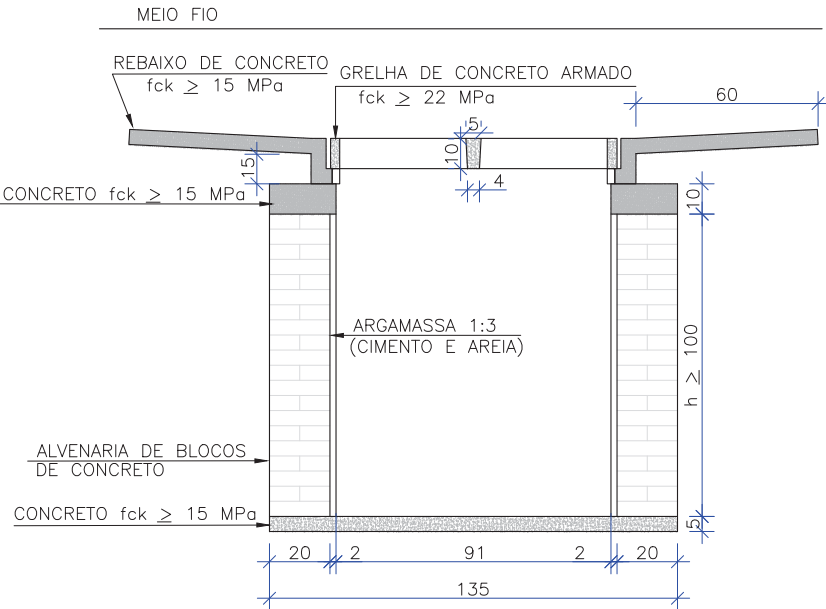 MEIO FIO
REBAIXO DE CONCRETO
fck ≥ 15 MPa
GRELHA DE CONCRETO ARMADO
fck ≥ 22 MPa
60
5
10
15
4
CONCRETO fck ≥ 15 MPa
10
ARGAMASSA 1:3
(CIMENTO E AREIA)
h ≥ 100
ALVENARIA DE BLOCOS
DE CONCRETO
CONCRETO fck ≥ 15 MPa
5
20 2 91 2 20
135